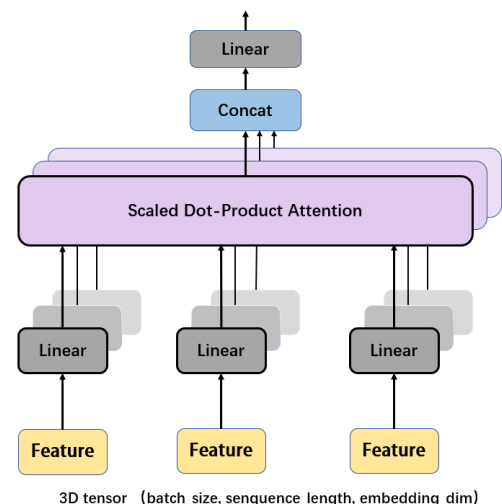 Linear
Concat
Scaled Dot-Product Attention
Linear Linear Linear
Feature Feature Feature
3D tensor （batch size, senquence length, embedding dim）